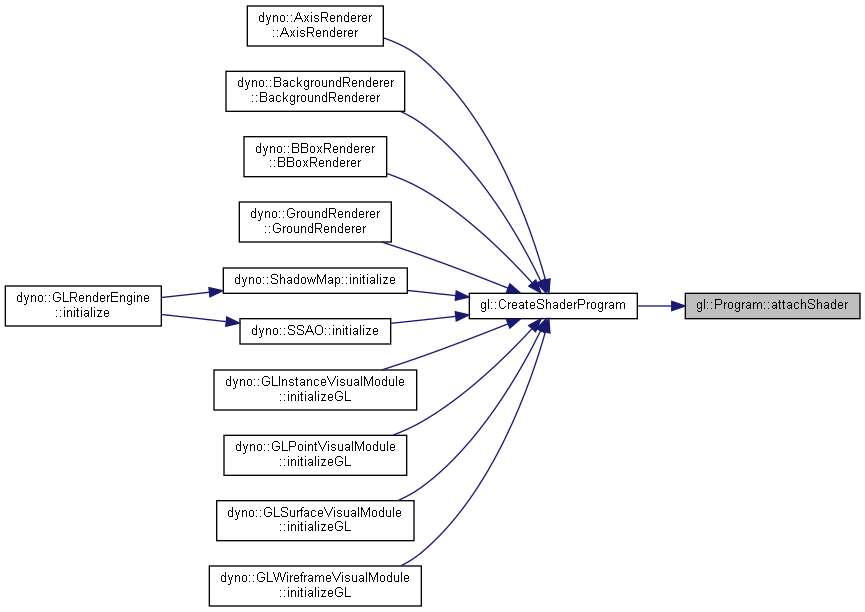 dyno::AxisRenderer
::AxisRenderer
dyno::BackgroundRenderer
::BackgroundRenderer
dyno::BBoxRenderer
::BBoxRenderer
dyno::GroundRenderer
::GroundRenderer
dyno::ShadowMap::initialize
dyno::GLRenderEngine
::initialize
gl::CreateShaderProgram
gl::Program::attachShader
dyno::SSAO::initialize
dyno::GLInstanceVisualModule
::initializeGL
dyno::GLPointVisualModule
::initializeGL
dyno::GLSurfaceVisualModule
::initializeGL
dyno::GLWireframeVisualModule
::initializeGL